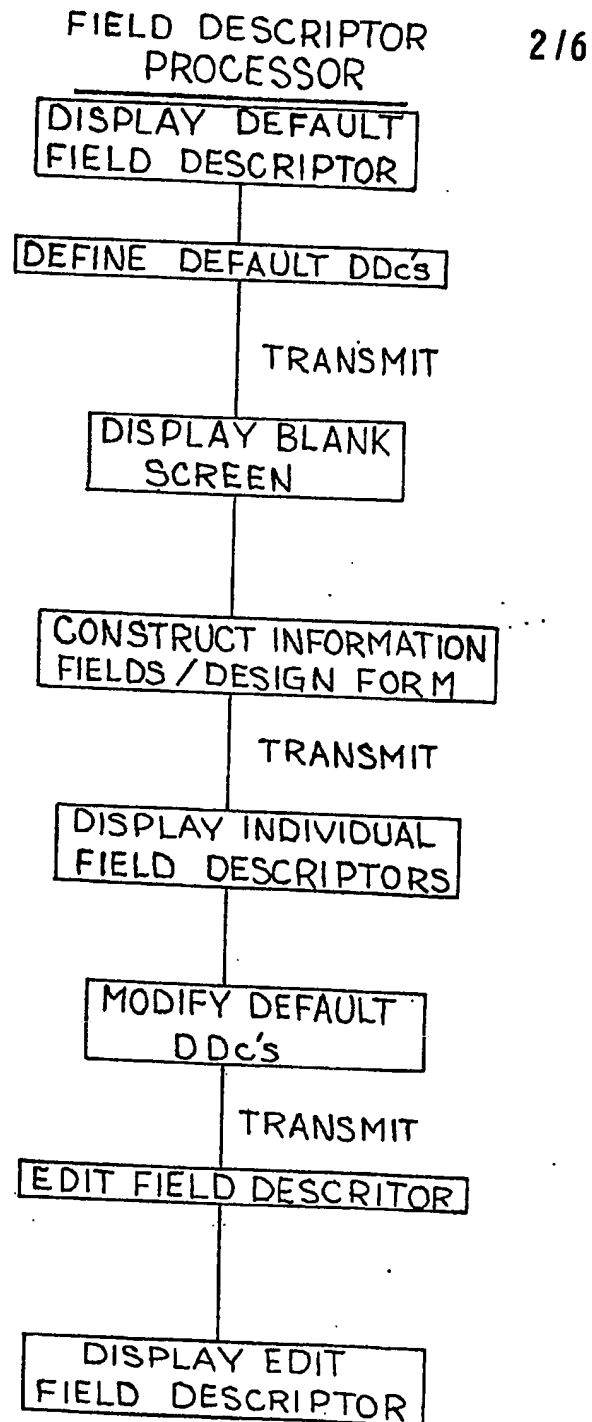 FIELD DESCRIPTOR
PROCESSOR
2/6
DISPLAY DEFAULT
FIELD DESCRIPTOR
DEFINE DEFAULT DDc's
TRANSMIT
DISPLAY BLANK
SCREEN
CONSTRUCT INFORMATION
FIELDS/DESIGN FORM
TRANSMIT
DISPLAY INDIVIDUAL
FIELD DESCRIPTORS
MODIFY DEFAULT
DDc's
TRANSMIT
EDIT FIELD DESCRITOR
DISPLAY EDIT
FIELD DESCRIPTOR